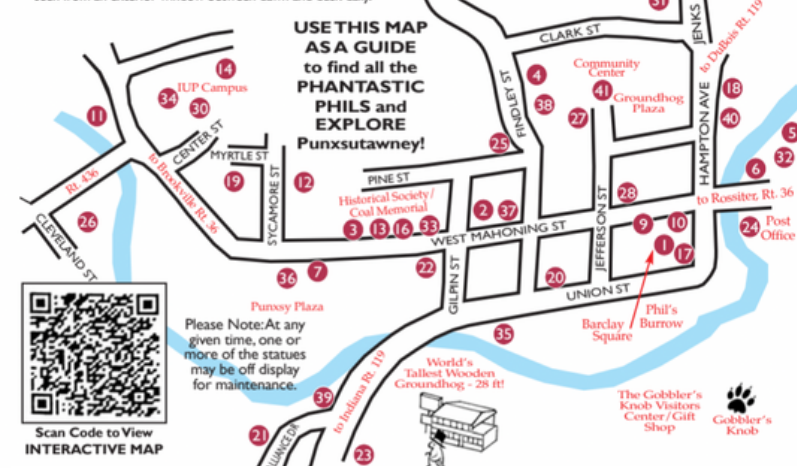 31
USE THIS MAP
AS A GUIDE
to find all the
PHANTASTIC
PHILS and
EXPLORE
Punxsutawney!
CLARK ST
JENKS
to DuBois Rt. 119
14
IUP Campus
34
30
11
CENTER ST
MYRTLE ST
19
SYCAMORE ST
12
to Brookville Rt. 36
Rt. 436
CLEVELAND ST
26
FINDLEY ST
4
38
25
Community
Center
41
Groundhog
Plaza
27
HAMPTON AVE
18
40
5
32
6
PINE ST
Historical Society/
Coal Memorial
3
13
16
33
2
37
WEST MAHONING ST
JEFFERSON ST
28
to Rossiter, Rt. 36
9
10
1
17
24
Post
Office
36
7
22
GILPIN ST
20
UNION ST
Punxsy Plaza
Barclay
Square
Phil's
Burrow
35
Please Note: At any
given time, one or
more of the statues
may be off display
for maintenance.
World's
Tallest Wooden
Groundhog - 28 ft!
to Indiana Rt. 119
39
21
ALLIANCE DR
23
The Gobbler's
Knob Visitors
Center/Gift
Shop
Gobbler's
Knob
Scan Code to View
INTERACTIVE MAP